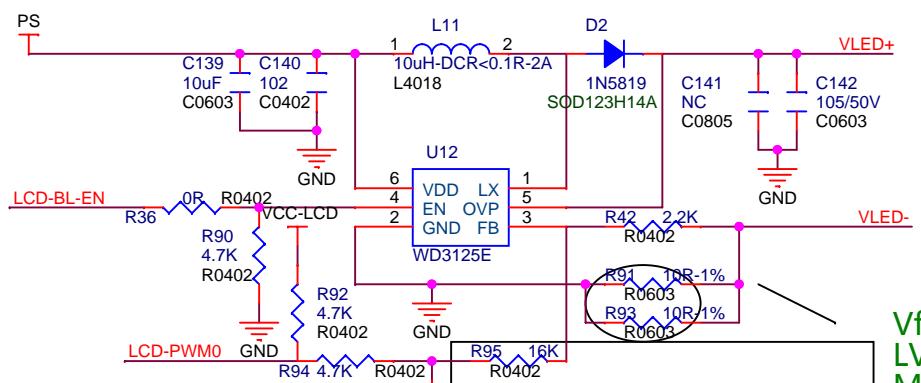 PS
L11
D2
VLED+
1
2
C139
10uF
C0603
C140
102
C0402
10uH-DCR<0.1R-2A
L4018
1N5819
SOD123H14A
C141
NC
C0805
C142
105/50V
C0603
GND
GND
U12
6 VDD LX 1
4 EN OVP 5
2 GND FB 3
WD3125E
LCD-BL-EN
R36
0R
R0402
VCC-LCD
R90
4.7K
R0402
R42
2.2K
R0402
VLED-
R91
10R-1%
R0603
R93
10R-1%
R0603
R92
4.7K
R0402
GND
GND
LCD-PWM0
R94
4.7K
R0402
R95
16K
R0402
Vf
LV
M